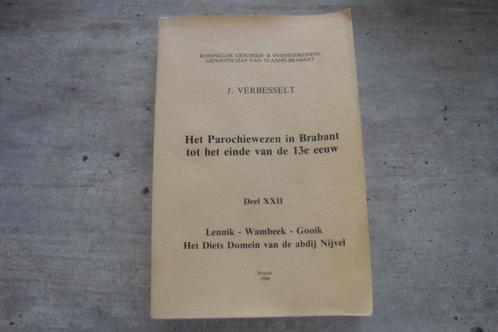 KONINKLIJK GESCHIED- & OUDHEIDKUNDIG
GENOOTSCHAP VAN VLAAMS-BRABANT
J. VERBESSELT
Het Parochiewezen in Brabant
tot het einde van de 13e eeuw
Deel XXII
Lennik - Wambeek - Gooik
Het Diets Domein van de abdij Nijvel
Brussel
1988